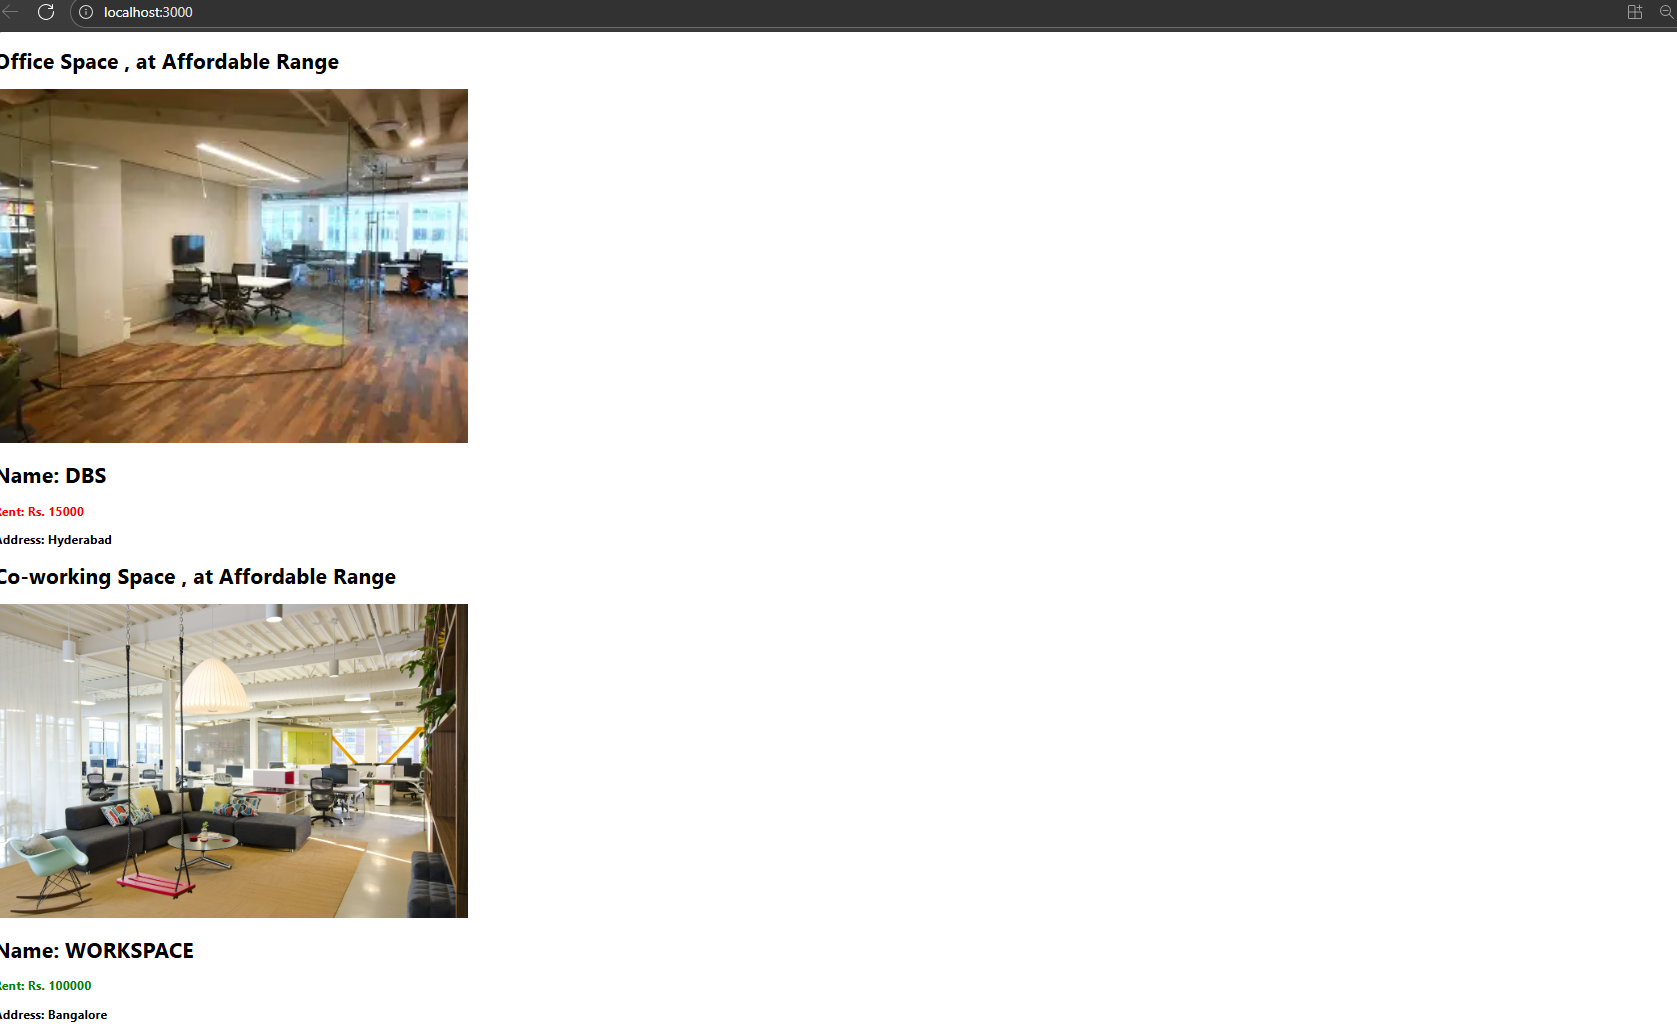 localhost:3000
Office Space , at Affordable Range
Name: DBS
Rent: Rs. 15000
Address: Hyderabad
Co-working Space , at Affordable Range
Name: WORKSPACE
Rent: Rs. 100000
Address: Bangalore